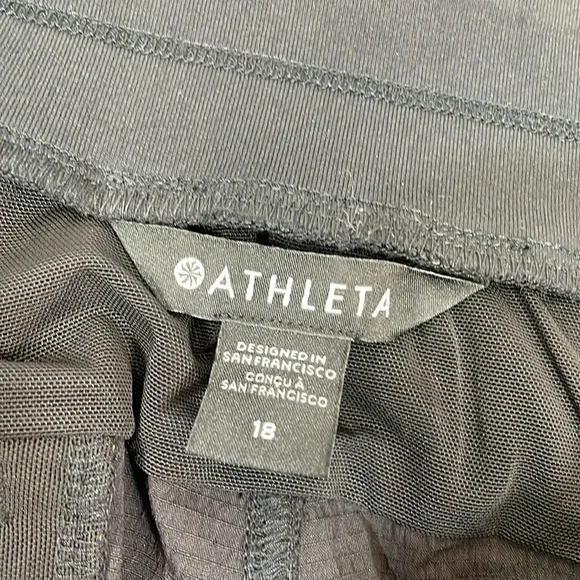 ATHLETA
DESIGNED IN
SAN FRANCISCO
CONÇU À
SAN FRANCISCO
18